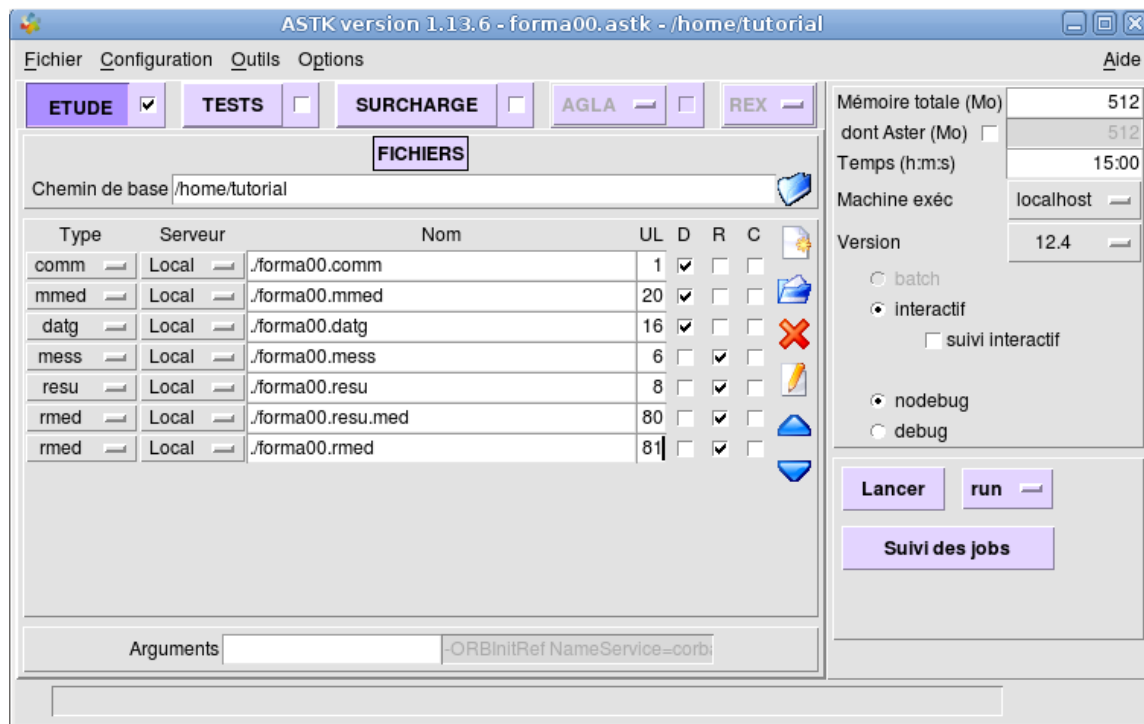 ASTK version 1.13.6 - forma00.astk - /home/tutorial
Fichier Configuration Outils Options Aide
ETUDE TESTS SURCHARGE AGLA REX
FICHIERS
Chemin de base /home/tutorial
Type Serveur Nom UL D R C
comm Local ./forma00.comm 1
mmed Local ./forma00.mmed 20
datg Local ./forma00.datg 16
mess Local ./forma00.mess 6
resu Local ./forma00.resu 8
rmed Local ./forma00.resu.med 80
rmed Local ./forma00.rmed 81
Arguments -ORBInitRef NameService=corb
Mémoire totale (Mo) 512
dont Aster (Mo) 512
Temps (h:m:s) 15:00
Machine exéc localhost
Version 12.4
batch
interactif
suivi interactif
nodebug
debug
Lancer run
Suivi des jobs